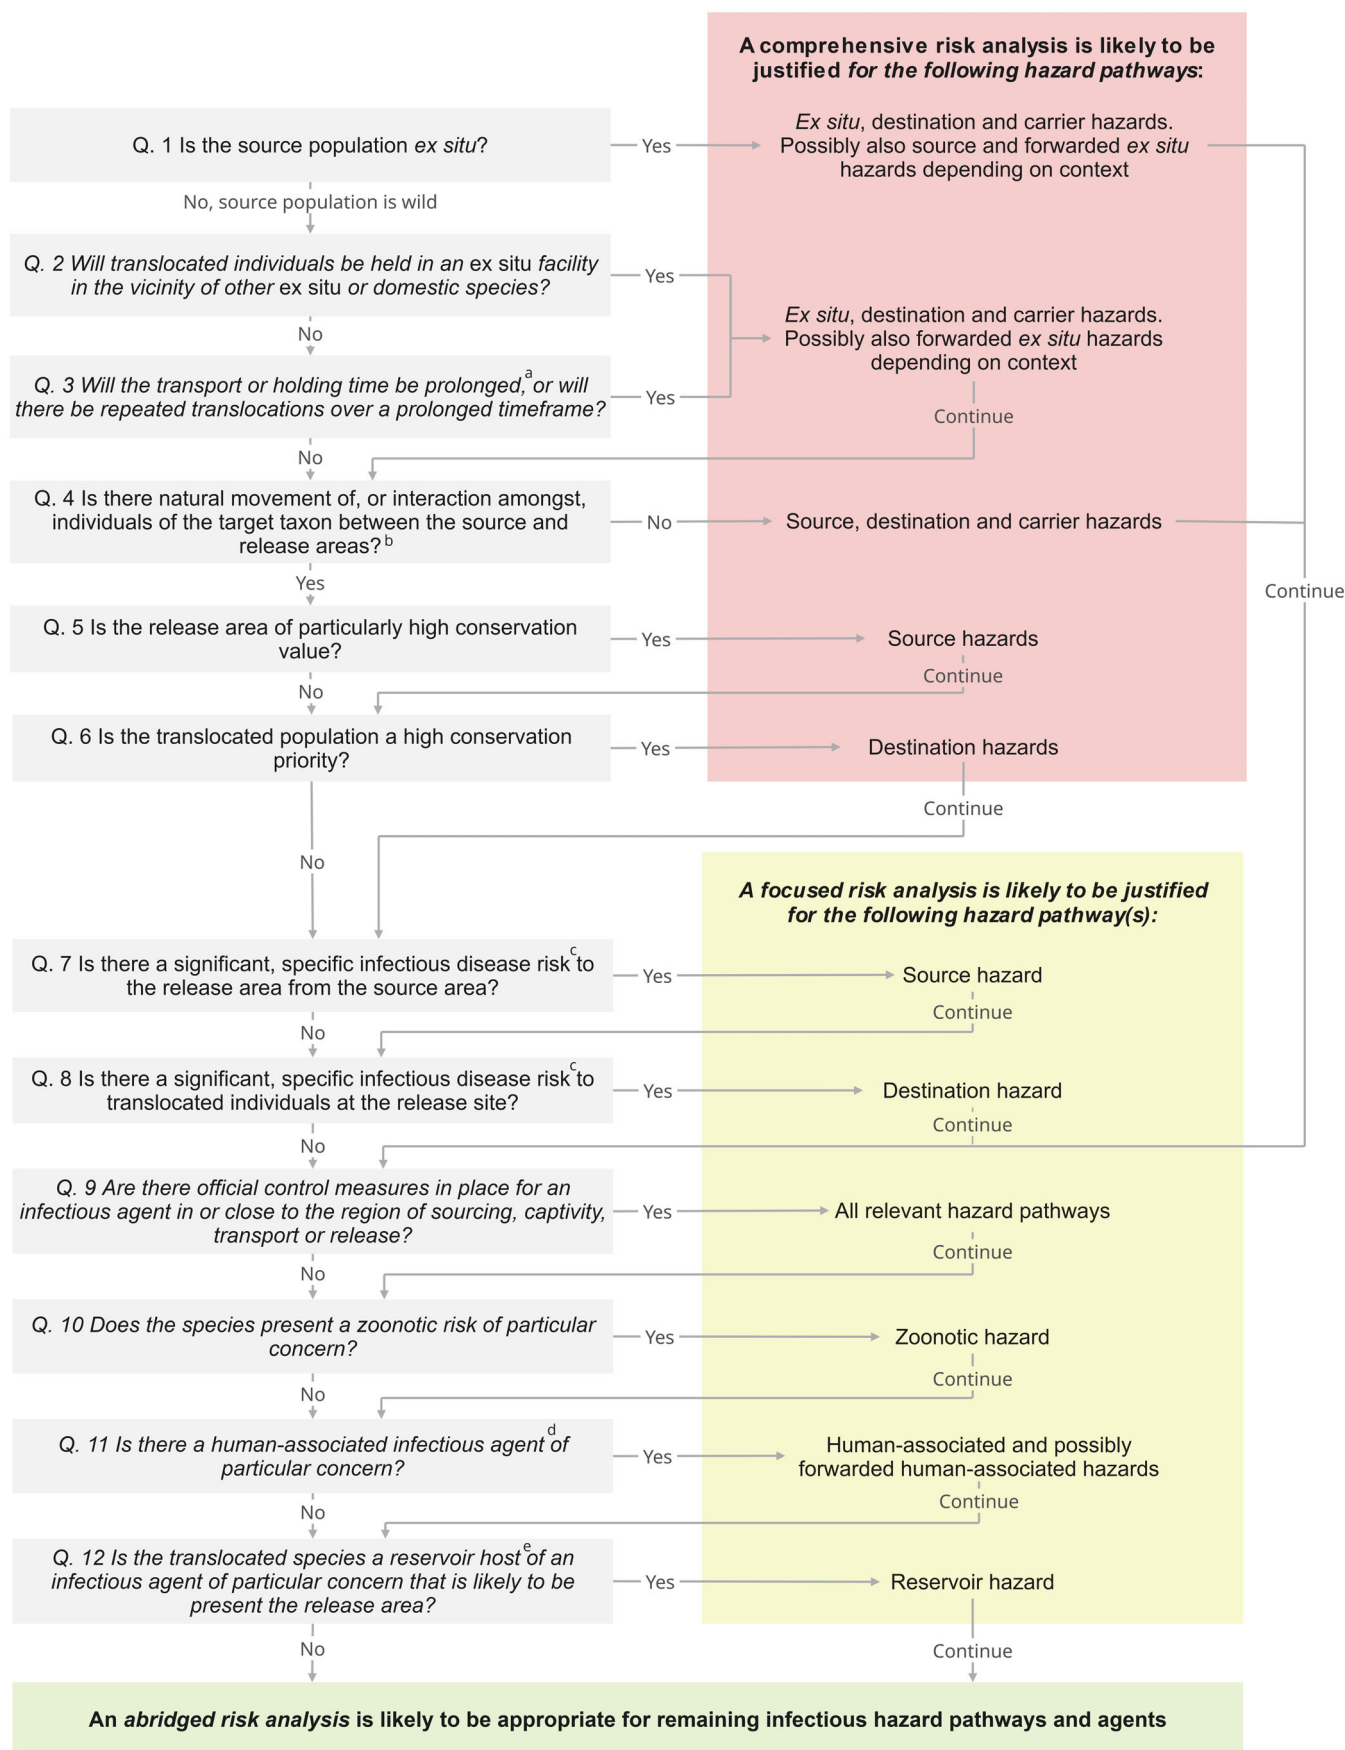 A comprehensive risk analysis is likely to be
justified for the following hazard pathways:
Q. 1 Is the source population ex situ?
Yes
Ex situ, destination and carrier hazards.
Possibly also source and forwarded ex situ
hazards depending on context
No, source population is wild
Q. 2 Will translocated individuals be held in an ex situ facility
in the vicinity of other ex situ or domestic species?
Yes
Ex situ, destination and carrier hazards.
Possibly also forwarded ex situ hazards
depending on context
No
Q. 3 Will the transport or holding time be prolonged,a or will
there be repeated translocations over a prolonged timeframe?
Yes
Continue
No
Q. 4 Is there natural movement of, or interaction amongst,
individuals of the target taxon between the source and
release areas? b
No
Source, destination and carrier hazards
Continue
Yes
Q. 5 Is the release area of particularly high conservation
value?
Yes
Source hazards
Continue
No
Q. 6 Is the translocated population a high conservation
priority?
Yes
Destination hazards
Continue
No
A focused risk analysis is likely to be justified
for the following hazard pathway(s):
Q. 7 Is there a significant, specific infectious disease risk c to
the release area from the source area?
Yes
Source hazard
Continue
No
Q. 8 Is there a significant, specific infectious disease risk c to
translocated individuals at the release site?
Yes
Destination hazard
Continue
No
Q. 9 Are there official control measures in place for an
infectious agent in or close to the region of sourcing, captivity,
transport or release?
Yes
All relevant hazard pathways
Continue
No
Q. 10 Does the species present a zoonotic risk of particular
concern?
Yes
Zoonotic hazard
Continue
No
Q. 11 Is there a human-associated infectious agent d of
particular concern?
Yes
Human-associated and possibly
forwarded human-associated hazards
Continue
No
Q. 12 Is the translocated species a reservoir host e of an
infectious agent of particular concern that is likely to be
present the release area?
Yes
Reservoir hazard
No
Continue
An abridged risk analysis is likely to be appropriate for remaining infectious hazard pathways and agents